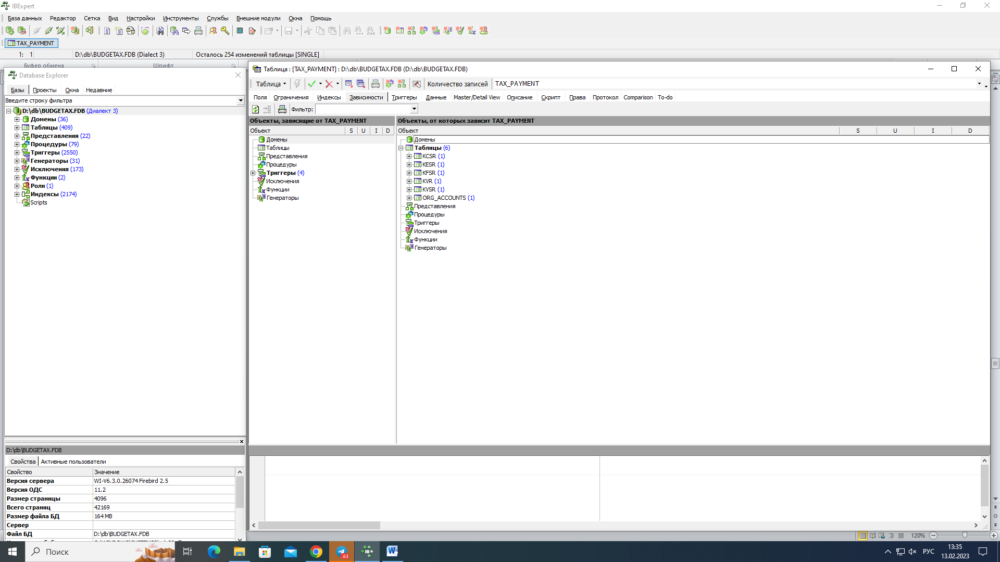 IBExpert
База данных Редактор Сетка Вид Настройки Инструменты Службы Внешние модули Окна Помощь
TAX_PAYMENT
1: 1 D:\db\BUDGETAX.FDB (Dialect 3) Осталось 254 изменений таблицы [SINGLE]
Буфер обмена Шрифт
Database Explorer
Базы Проекты Окна Недавние
Введите строку фильтра
D:\db\BUDGETAX.FDB (Диалект 3)
Домены (36)
Таблицы (409)
Представления (22)
Процедуры (79)
Триггеры (2550)
Генераторы (31)
Исключения (173)
Функции (2)
Роли (1)
Индексы (2174)
Scripts
D:\db\BUDGETAX.FDB
Свойства Активные пользователи
Свойство Значение
Версия сервера WI-V6.3.0.26074 Firebird 2.5
Версия ОДС 11.2
Размер страницы 4096
Всего страниц 42169
Размер файла БД 164 MB
Сервер
Файл БД D:\db\BUDGETAX.FDB
Таблица : [TAX_PAYMENT] : D:\db\BUDGETAX.FDB (D:\db\BUDGETAX.FDB)
Таблица Количество записей TAX_PAYMENT
Поля Ограничения Индексы Зависимости Триггеры Данные Master/Detail View Описание Скрипт Права Протокол Comparison To-do
Фильтр:
Объекты, зависящие от TAX_PAYMENT
Объект S U I D
Домены
Таблицы
Представления
Процедуры
Триггеры (4)
Исключения
Функции
Генераторы
Объекты, от которых зависит TAX_PAYMENT
Объект S U I D
Домены
Таблицы (6)
KCSR (1)
KESR (1)
KFSR (1)
KVR (1)
KVSR (1)
ORG_ACCOUNTS (1)
Представления
Процедуры
Триггеры
Исключения
Функции
Генераторы
120%
Поиск
63
РУС
13:35
13.02.2023